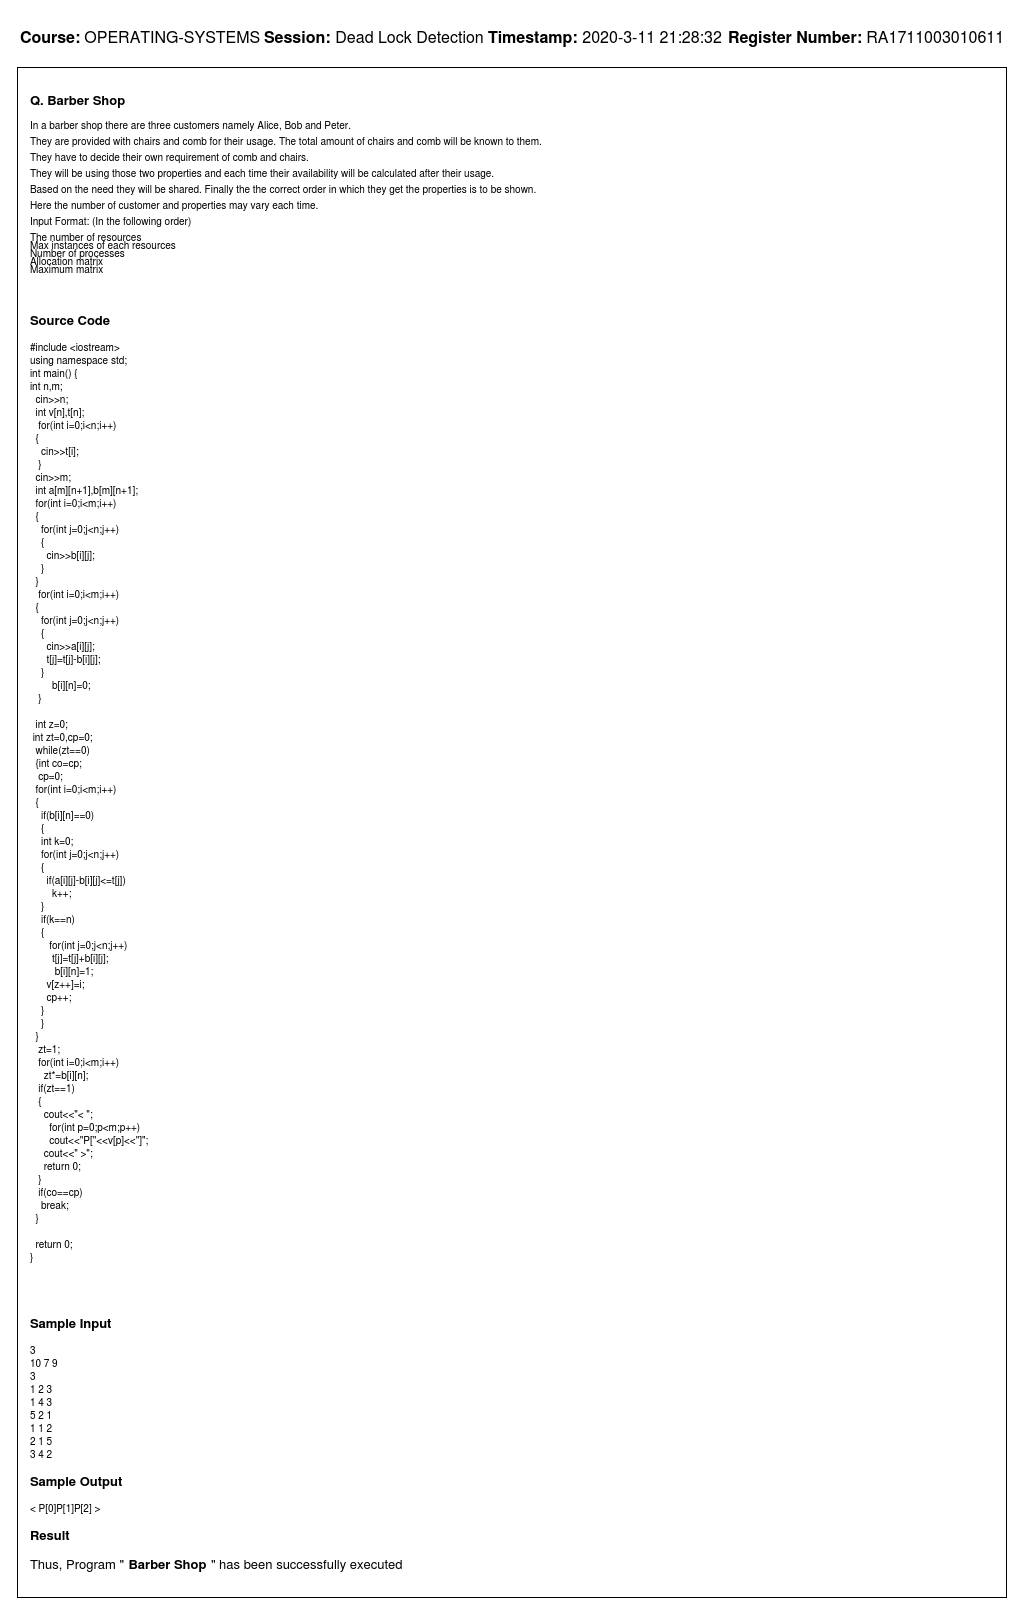 Course: OPERATING-SYSTEMS Session: Dead Lock Detection Timestamp: 2020-3-11 21:28:32 Register Number: RA1711003010611
Q. Barber Shop
In a barber shop there are three customers namely Alice, Bob and Peter.
They are provided with chairs and comb for their usage. The total amount of chairs and comb will be known to them.
They have to decide their own requirement of comb and chairs.
They will be using those two properties and each time their availability will be calculated after their usage.
Based on the need they will be shared. Finally the the correct order in which they get the properties is to be shown.
Here the number of customer and properties may vary each time.
Input Format: (In the following order)
The number of resources
Max instances of each resources
Number of processes
Allocation matrix
Maximum matrix
Source Code
#include <iostream>
using namespace std;
int main() {
int n,m;
cin>>n;
int v[n],t[n];
for(int i=0;i<n;i++)
{
cin>>t[i];
}
cin>>m;
int a[m][n+1],b[m][n+1];
for(int i=0;i<m;i++)
{
for(int j=0;j<n;j++)
{
cin>>b[i][j];
}
}
for(int i=0;i<m;i++)
{
for(int j=0;j<n;j++)
{
cin>>a[i][j];
t[j]=t[j]-b[i][j];
}
b[i][n]=0;
}
int z=0;
int zt=0,cp=0;
while(zt==0)
{int co=cp;
cp=0;
for(int i=0;i<m;i++)
{
if(b[i][n]==0)
{
int k=0;
for(int j=0;j<n;j++)
{
if(a[i][j]-b[i][j]<=t[j])
k++;
}
if(k==n)
{
for(int j=0;j<n;j++)
t[j]=t[j]+b[i][j];
b[i][n]=1;
v[z++]=i;
cp++;
}
}
}
zt=1;
for(int i=0;i<m;i++)
zt*=b[i][n];
if(zt==1)
{
cout<<"< ";
for(int p=0;p<m;p++)
cout<<"P["<<v[p]<<"]";
cout<<" >";
return 0;
}
if(co==cp)
break;
}
return 0;
}
Sample Input
3
10 7 9
3
1 2 3
1 4 3
5 2 1
1 1 2
2 1 5
3 4 2
Sample Output
< P[0]P[1]P[2] >
Result
Thus, Program " Barber Shop " has been successfully executed